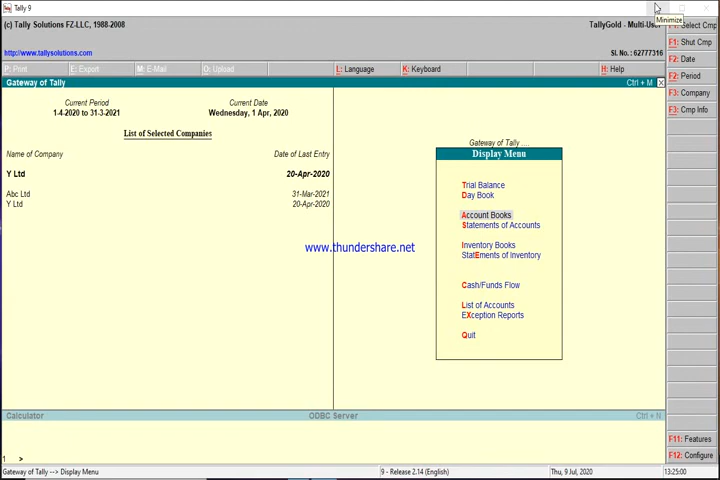 Tally 9
Minimize
(c) Tally Solutions FZ-LLC, 1988-2008
TallyGold - Multi-User
F1: Select Cmp
http://www.tallysolutions.com
Sl. No.: 62777316
F1: Shut Cmp
F2: Date
P: Print
E: Export
M: E-Mail
O: Upload
L: Language
K: Keyboard
H: Help
F2: Period
Gateway of Tally
Ctrl + M
X
F3: Company
F3: Cmp Info
Current Period
Current Date
1-4-2020 to 31-3-2021
Wednesday, 1 Apr, 2020
List of Selected Companies
Name of Company
Date of Last Entry
Y Ltd
20-Apr-2020
Abc Ltd
31-Mar-2021
Y Ltd
20-Apr-2020
Gateway of Tally ....
Display Menu
Trial Balance
Day Book
Account Books
Statements of Accounts
Inventory Books
StatEments of Inventory
Cash/Funds Flow
List of Accounts
EXception Reports
Quit
www.thundershare.net
Calculator
ODBC Server
Ctrl + N
1 >
F11: Features
F12: Configure
Gateway of Tally --> Display Menu
9 - Release 2.14 (English)
Thu, 9 Jul, 2020
13:25:00